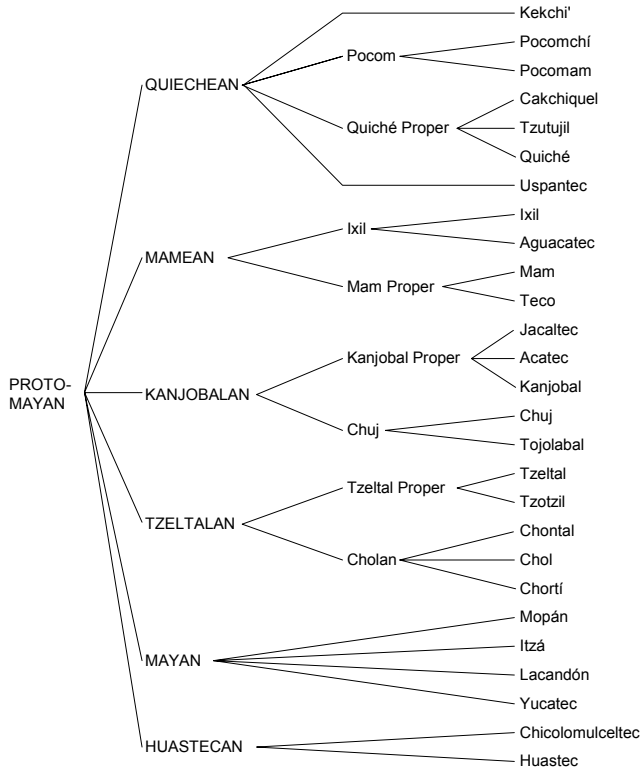 Kekchi'
Pocomchí
Pocom
Pocomam
QUIECHEAN
Cakchiquel
Quiché Proper
Tzutujil
Quiché
Uspantec
Ixil
Ixil
Aguacatec
MAMEAN
Mam
Mam Proper
Teco
Jacaltec
Kanjobal Proper
Acatec
Kanjobal
PROTO-
MAYAN
KANJOBALAN
Chuj
Chuj
Tojolabal
Tzeltal
Tzeltal Proper
Tzotzil
TZELTALAN
Chontal
Cholan
Chol
Chortí
Mopán
Itzá
MAYAN
Lacandón
Yucatec
Chicolomulceltec
HUASTECAN
Huastec